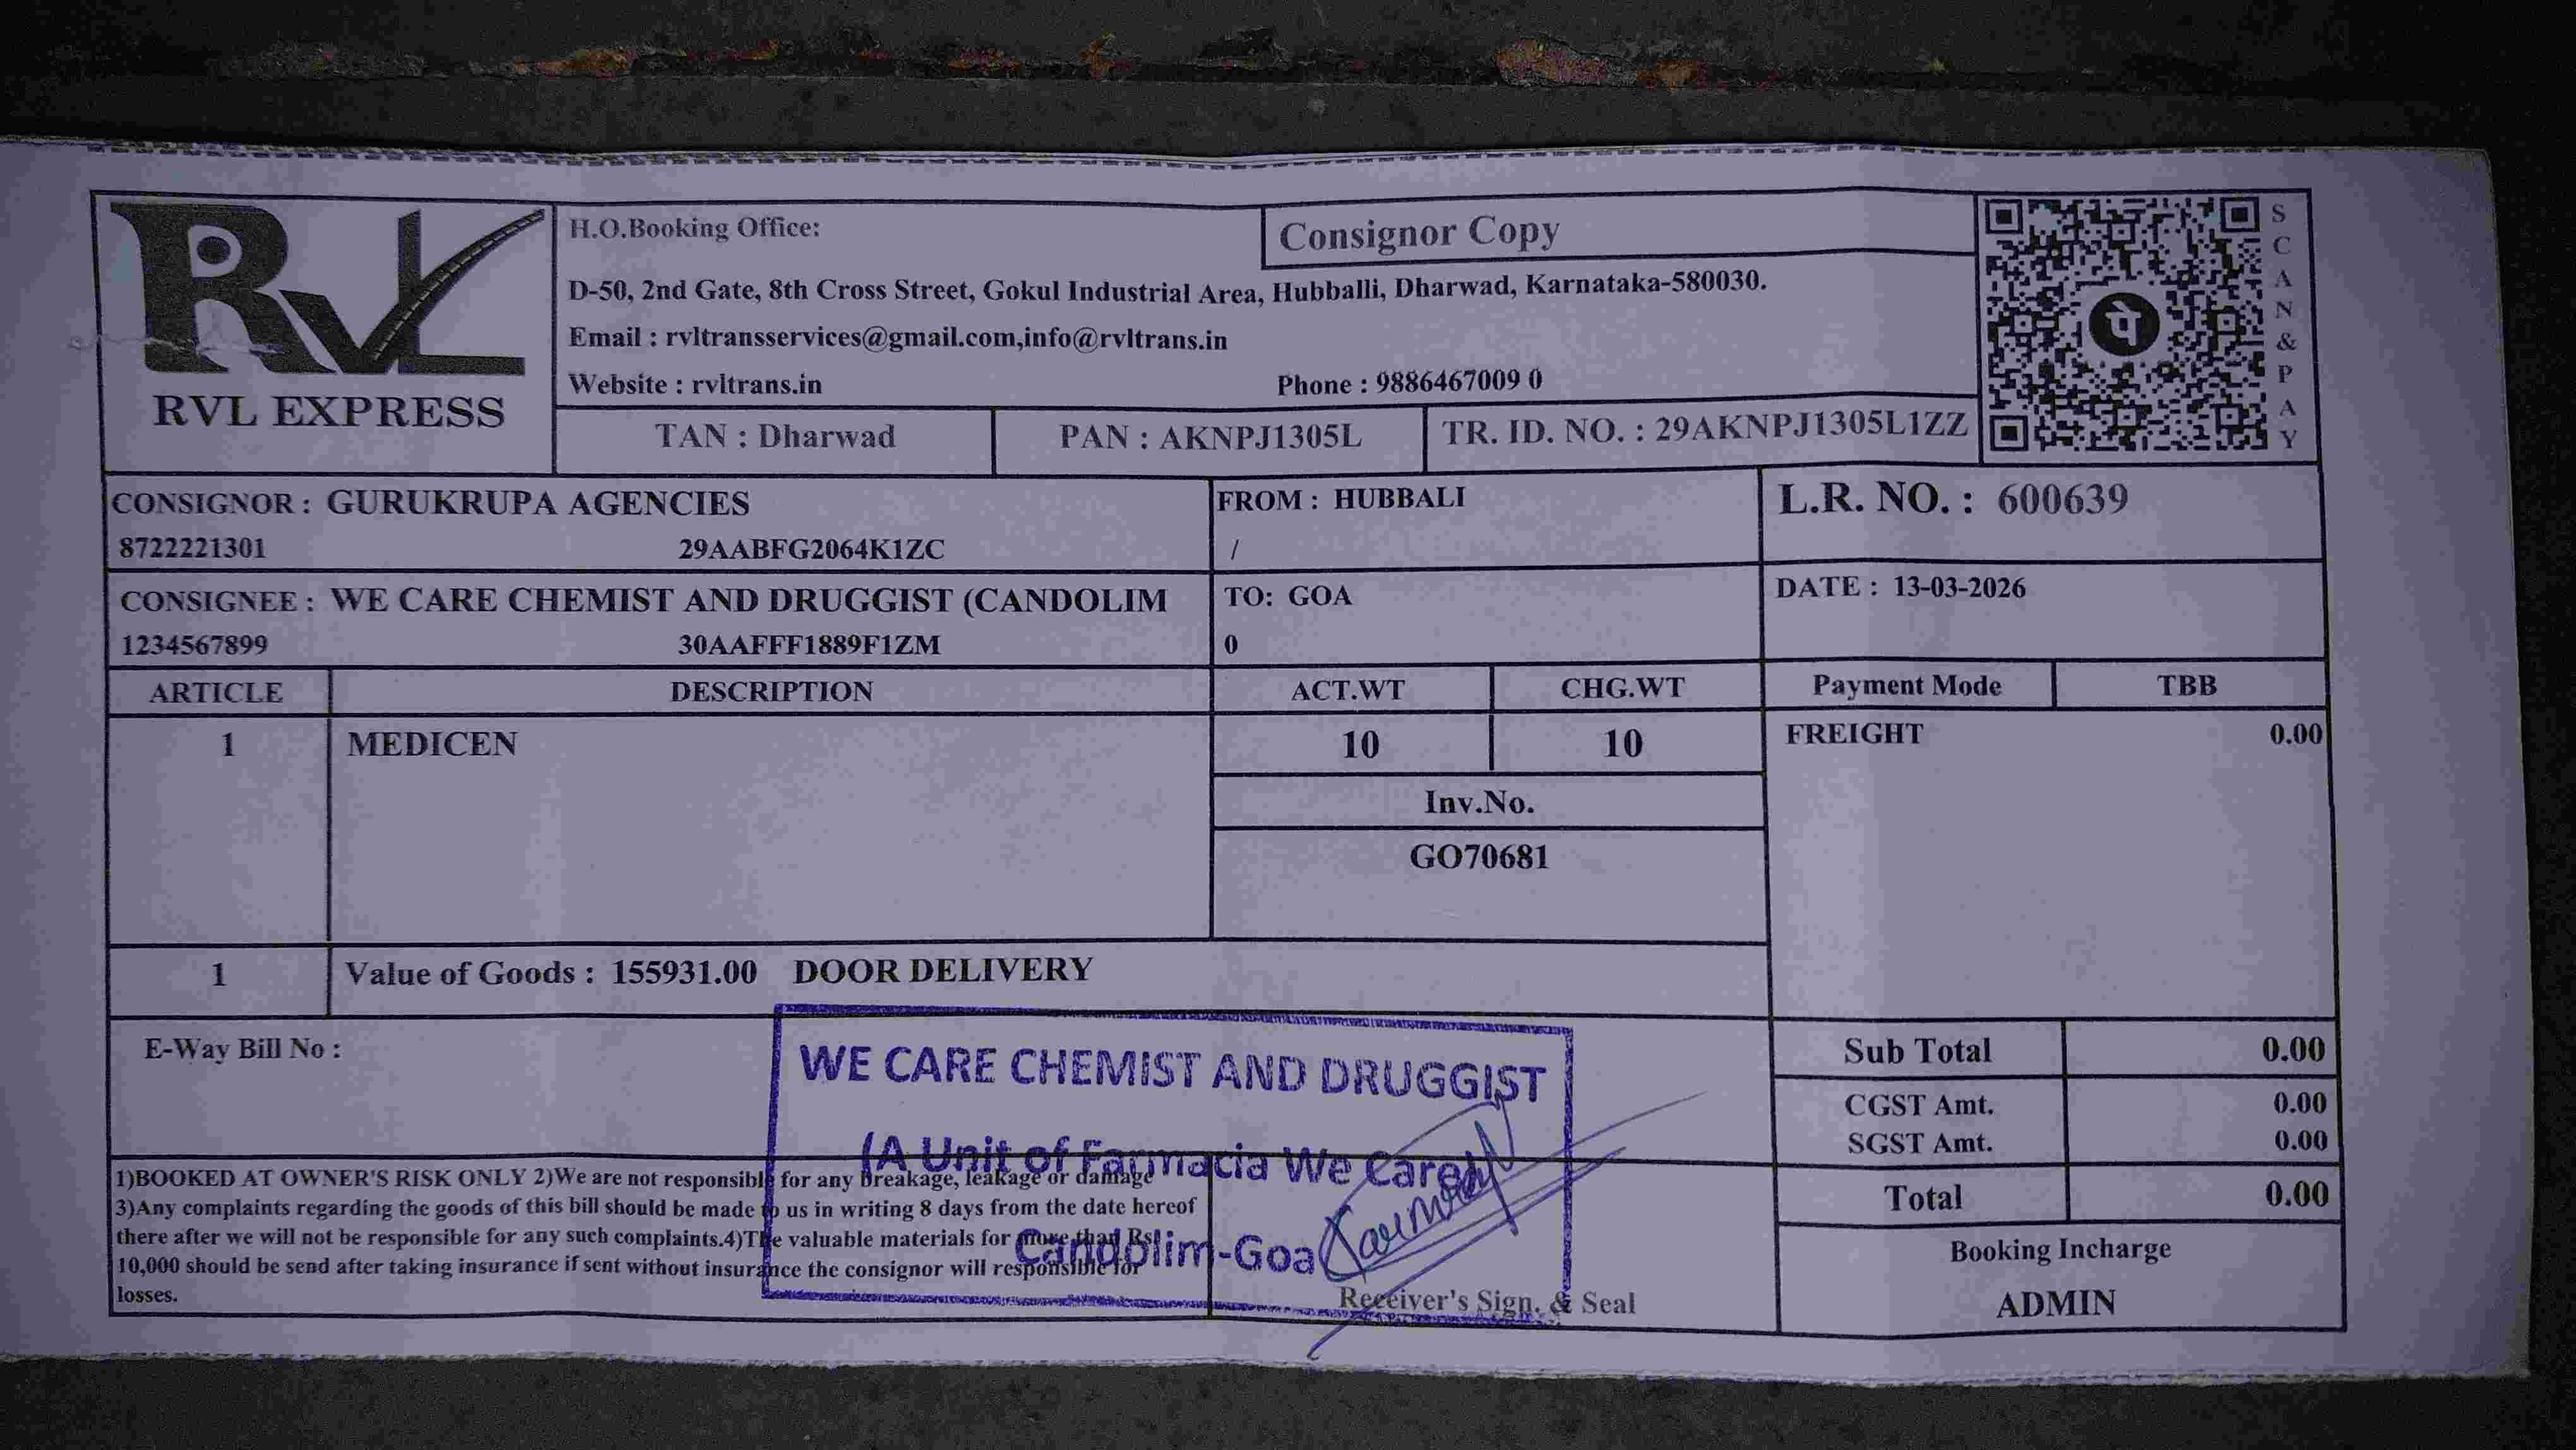 RVL
RVL EXPRESS
H.O.Booking Office:
Consignor Copy
D-50, 2nd Gate, 8th Cross Street, Gokul Industrial Area, Hubballi, Dharwad, Karnataka-580030.
Email : rvltransservices@gmail.com,info@rvltrans.in
Website : rvltrans.in Phone : 9886467009 0
TAN : Dharwad PAN : AKNPJ1305L TR. ID. NO. : 29AKNPJ1305L1ZZ
पे
SCAN&PAY
CONSIGNOR : GURUKRUPA AGENCIES
8722221301 29AABFG2064K1ZC
FROM : HUBBALI
/
L.R. NO. : 600639
CONSIGNEE : WE CARE CHEMIST AND DRUGGIST (CANDOLIM
1234567899 30AAFFF1889F1ZM
TO: GOA
0
DATE : 13-03-2026
ARTICLE DESCRIPTION ACT.WT CHG.WT Payment Mode TBB
1 MEDICEN 10 10 FREIGHT 0.00
Inv.No.
GO70681
1 Value of Goods : 155931.00 DOOR DELIVERY
E-Way Bill No :
Sub Total 0.00
CGST Amt. 0.00
SGST Amt. 0.00
Total 0.00
Booking Incharge
ADMIN
1)BOOKED AT OWNER'S RISK ONLY 2)We are not responsible for any breakage, leakage or damage
3)Any complaints regarding the goods of this bill should be made to us in writing 8 days from the date hereof
there after we will not be responsible for any such complaints.4)The valuable materials for more than Rs
10,000 should be send after taking insurance if sent without insurance the consignor will responsible for
losses.
WE CARE CHEMIST AND DRUGGIST
(A Unit of Farmacia We Care)
Candolim-Goa
Receiver's Sign. & Seal